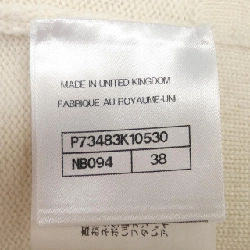 MADE IN UNITED KINGDOM
FABRIQUE AU ROYAUME-UNI
P73483K10530
NB094 38